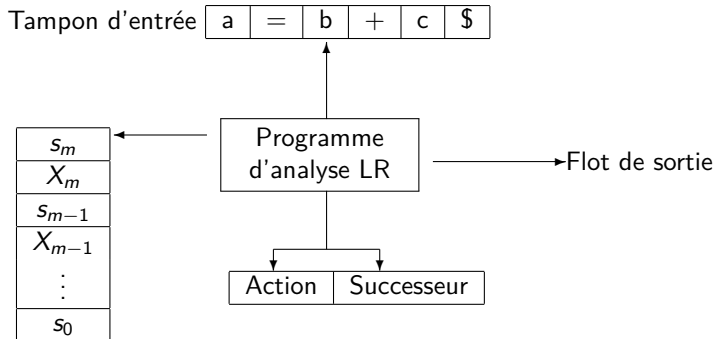 Tampon d'entrée a = b + c $
Programme
d'analyse LR
Flot de sortie
s_m
X_m
s_{m−1}
X_{m−1}
⋮
s_0
Action Successeur